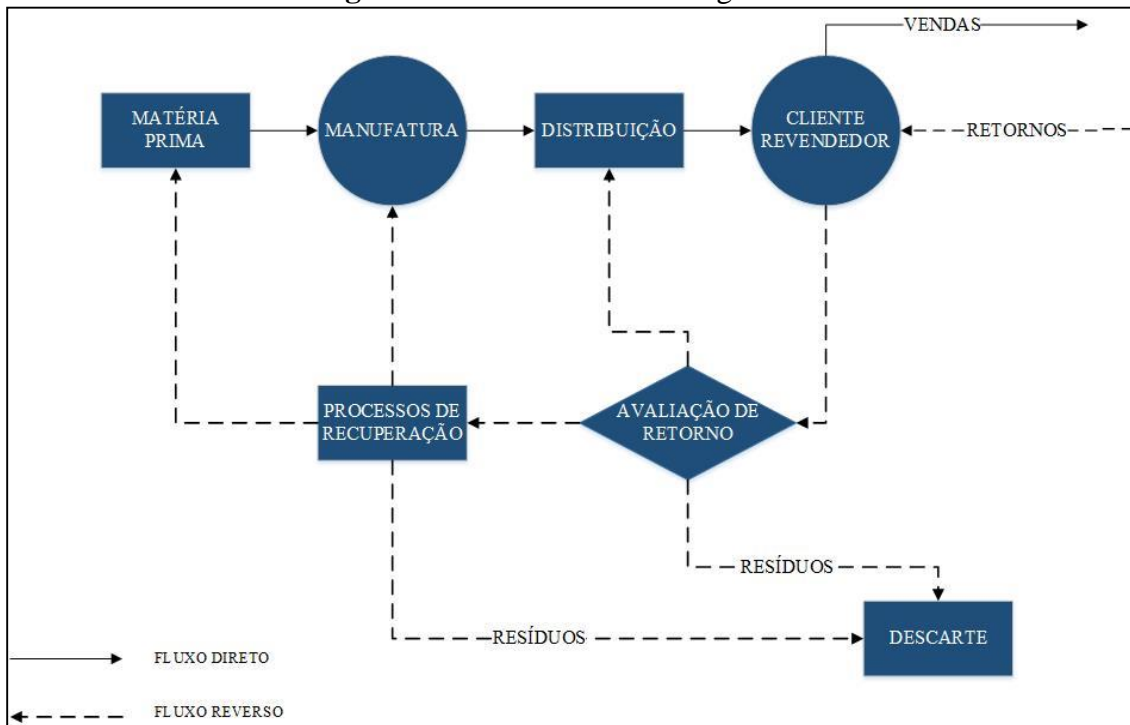 VENDAS
MATÉRIA
PRIMA
MANUFATURA
DISTRIBUIÇÃO
CLIENTE
REVENDEDOR
RETORNOS
PROCESSOS DE
RECUPERAÇÃO
AVALIAÇÃO DE
RETORNO
RESÍDUOS
RESÍDUOS
DESCARTE
FLUXO DIRETO
FLUXO REVERSO